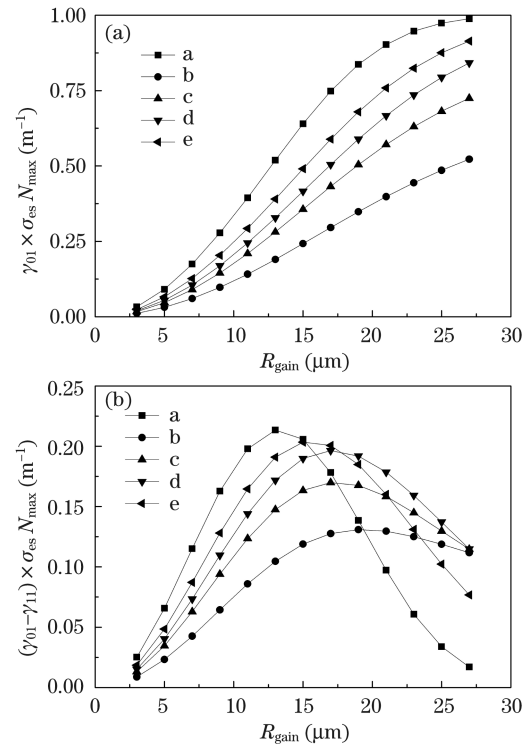 (a)
a
b
c
d
e
1.00
0.75
0.50
0.25
0.00
γ01×σes Nmax (m−1)
0 5 10 15 20 25 30
Rgain (μm)
(b)
a
b
c
d
e
0.25
0.20
0.15
0.10
0.05
0.00
(γ01−γ11)×σes Nmax (m−1)
0 5 10 15 20 25 30
Rgain (μm)